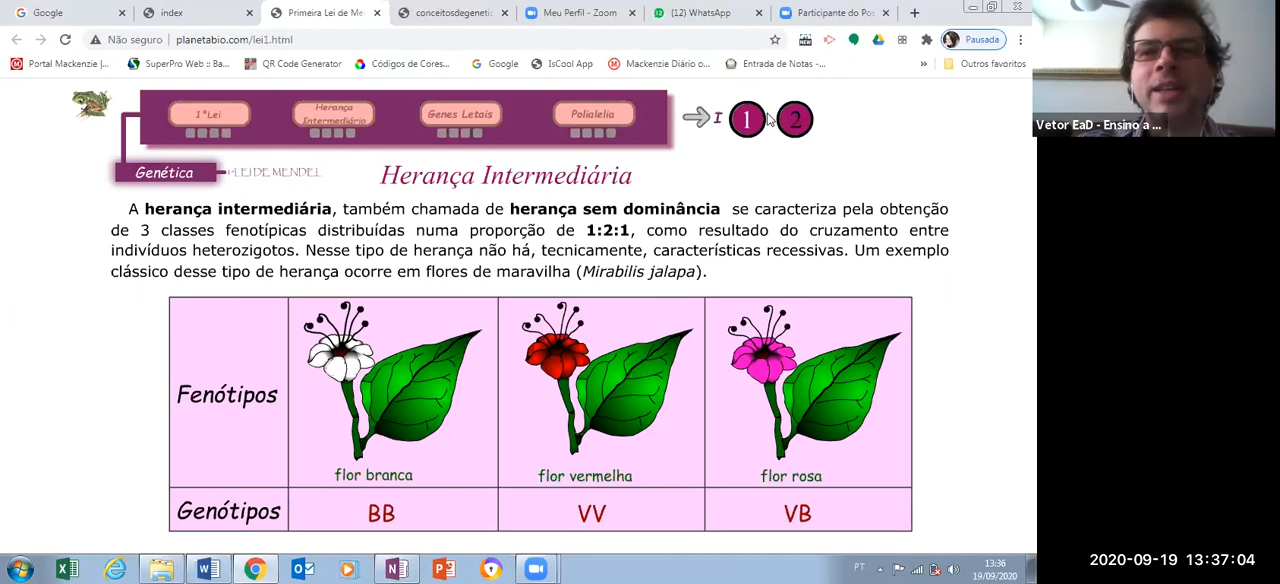 Google
index
Primeira Lei de Me
conceitosdegenetic
Meu Perfil - Zoom
(12) WhatsApp
Participante do Pos
Não seguro
planetabio.com/lei1.html
Pausada
Portal Mackenzie |...
SuperPro Web :: Ba...
QR Code Generator
Códigos de Cores...
Google
IsCool App
Mackenzie Diário o...
Entrada de Notas -...
»
Outros favoritos
1ªLei
Herança
Intermediária
Genes Letais
Polialelia
I 1 2
Vetor EaD - Ensino a ...
Genética
1ª LEI DE MENDEL
Herança Intermediária
A herança intermediária, também chamada de herança sem dominância se caracteriza pela obtenção
de 3 classes fenotípicas distribuídas numa proporção de 1:2:1, como resultado do cruzamento entre
indivíduos heterozigotos. Nesse tipo de herança não há, tecnicamente, características recessivas. Um exemplo
clássico desse tipo de herança ocorre em flores de maravilha (Mirabilis jalapa).
Fenótipos
flor branca
flor vermelha
flor rosa
Genótipos
BB
VV
VB
PT
13:36
19/09/2020
2020-09-19 13:37:04